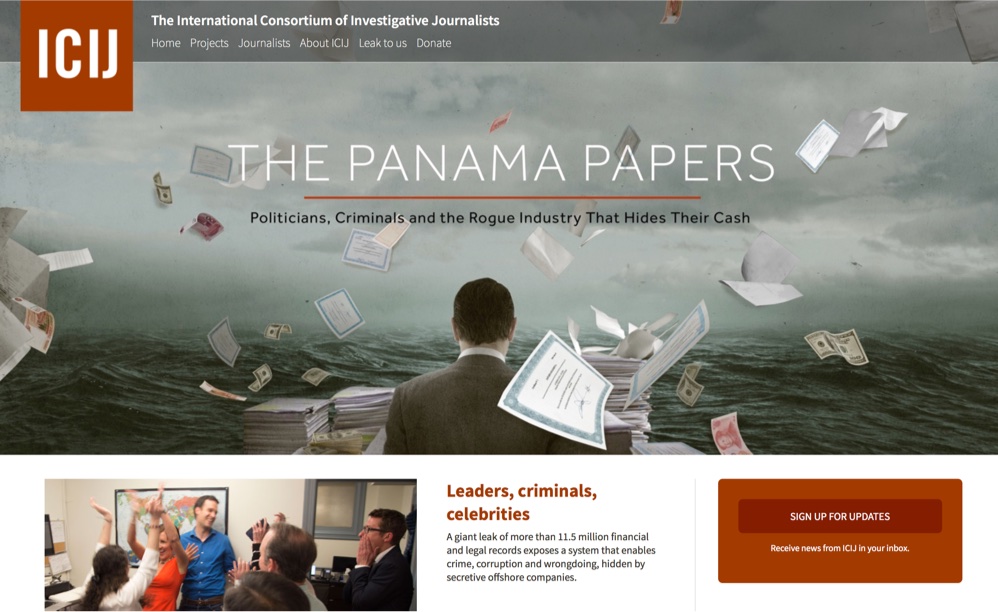 ICIJ
The International Consortium of Investigative Journalists
Home Projects Journalists About ICIJ Leak to us Donate
THE PANAMA PAPERS
Politicians, Criminals and the Rogue Industry That Hides Their Cash
Leaders, criminals,
celebrities
A giant leak of more than 11.5 million financial
and legal records exposes a system that enables
crime, corruption and wrongdoing, hidden by
secretive offshore companies.
SIGN UP FOR UPDATES
Receive news from ICIJ in your inbox.